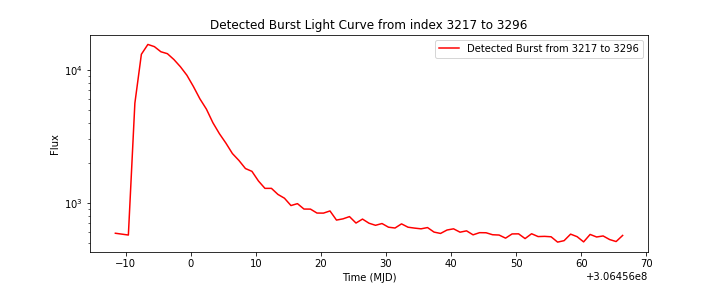 Detected Burst Light Curve from index 3217 to 3296
Detected Burst from 3217 to 3296
10^4
10^3
Flux
−10 0 10 20 30 40 50 60 70
Time (MJD)
+3.06456e8